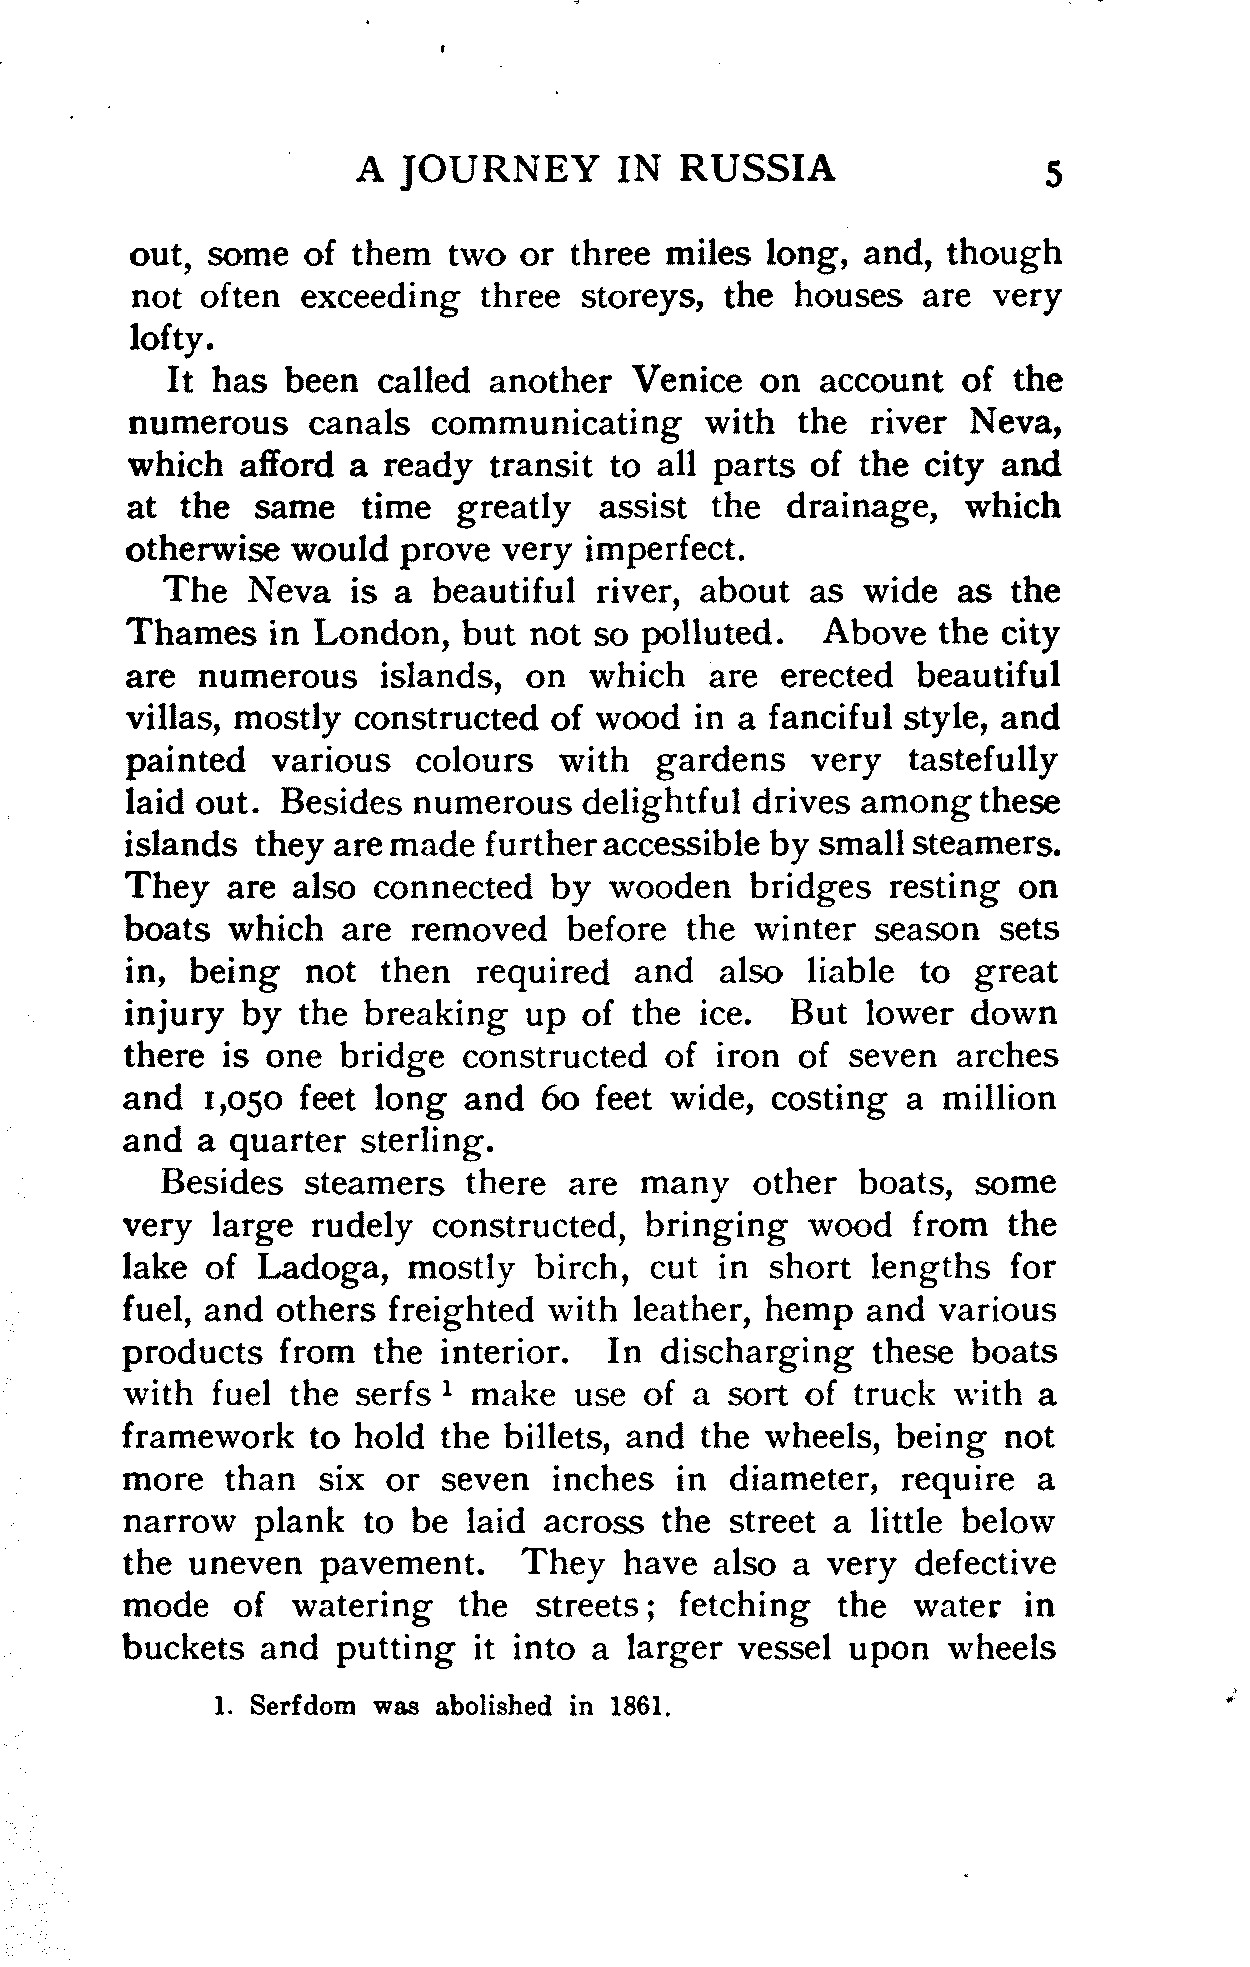 A JOURNEY IN RUSSIA 5
out, some of them two or three miles long, and, though
not often exceeding three storeys, the houses are very
lofty.
It has been called another Venice on account of the
numerous canals communicating with the river Neva,
which afford a ready transit to all parts of the city and
at the same time greatly assist the drainage, which
otherwise would prove very imperfect.
The Neva is a beautiful river, about as wide as the
Thames in London, but not so polluted. Above the city
are numerous islands, on which are erected beautiful
villas, mostly constructed of wood in a fanciful style, and
painted various colours with gardens very tastefully
laid out. Besides numerous delightful drives among these
islands they are made further accessible by small steamers.
They are also connected by wooden bridges resting on
boats which are removed before the winter season sets
in, being not then required and also liable to great
injury by the breaking up of the ice. But lower down
there is one bridge constructed of iron of seven arches
and 1,050 feet long and 60 feet wide, costing a million
and a quarter sterling.
Besides steamers there are many other boats, some
very large rudely constructed, bringing wood from the
lake of Ladoga, mostly birch, cut in short lengths for
fuel, and others freighted with leather, hemp and various
products from the interior. In discharging these boats
with fuel the serfs 1 make use of a sort of truck with a
framework to hold the billets, and the wheels, being not
more than six or seven inches in diameter, require a
narrow plank to be laid across the street a little below
the uneven pavement. They have also a very defective
mode of watering the streets; fetching the water in
buckets and putting it into a larger vessel upon wheels
1. Serfdom was abolished in 1861.